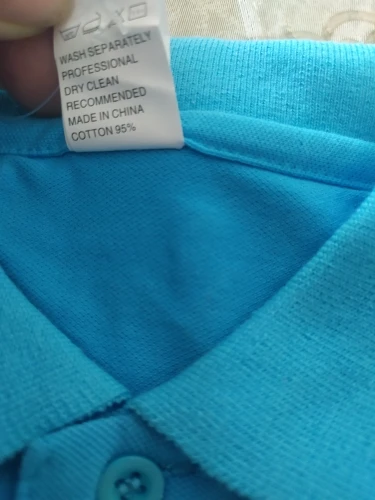 WASH SEPARATELY
PROFESSIONAL
DRY CLEAN
RECOMMENDED
MADE IN CHINA
COTTON 95%